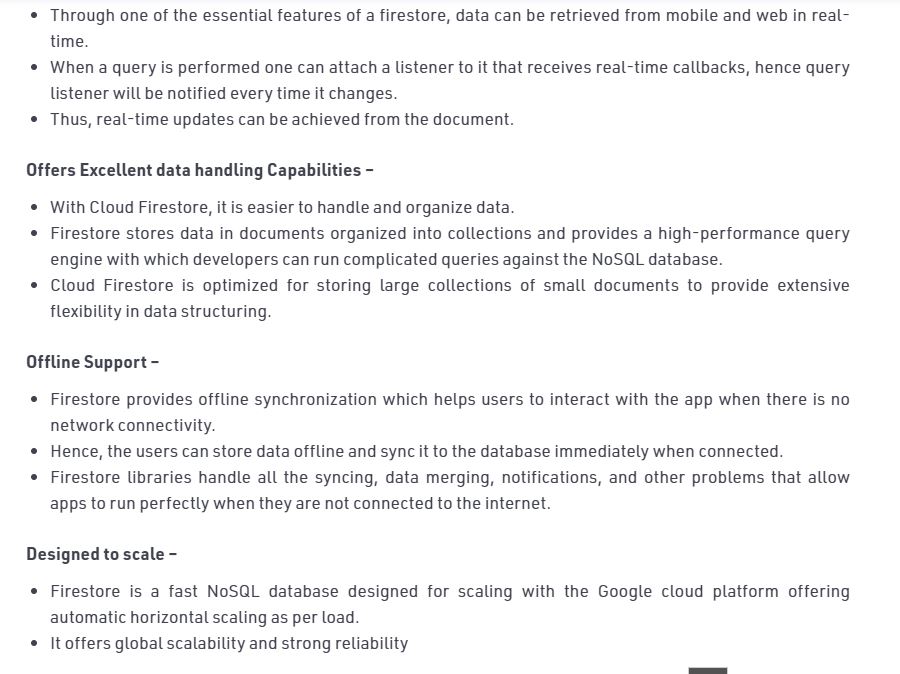 • Through one of the essential features of a firestore, data can be retrieved from mobile and web in real-
time.
• When a query is performed one can attach a listener to it that receives real-time callbacks, hence query
listener will be notified every time it changes.
• Thus, real-time updates can be achieved from the document.
Offers Excellent data handling Capabilities –
• With Cloud Firestore, it is easier to handle and organize data.
• Firestore stores data in documents organized into collections and provides a high-performance query
engine with which developers can run complicated queries against the NoSQL database.
• Cloud Firestore is optimized for storing large collections of small documents to provide extensive
flexibility in data structuring.
Offline Support –
• Firestore provides offline synchronization which helps users to interact with the app when there is no
network connectivity.
• Hence, the users can store data offline and sync it to the database immediately when connected.
• Firestore libraries handle all the syncing, data merging, notifications, and other problems that allow
apps to run perfectly when they are not connected to the internet.
Designed to scale –
• Firestore is a fast NoSQL database designed for scaling with the Google cloud platform offering
automatic horizontal scaling as per load.
• It offers global scalability and strong reliability